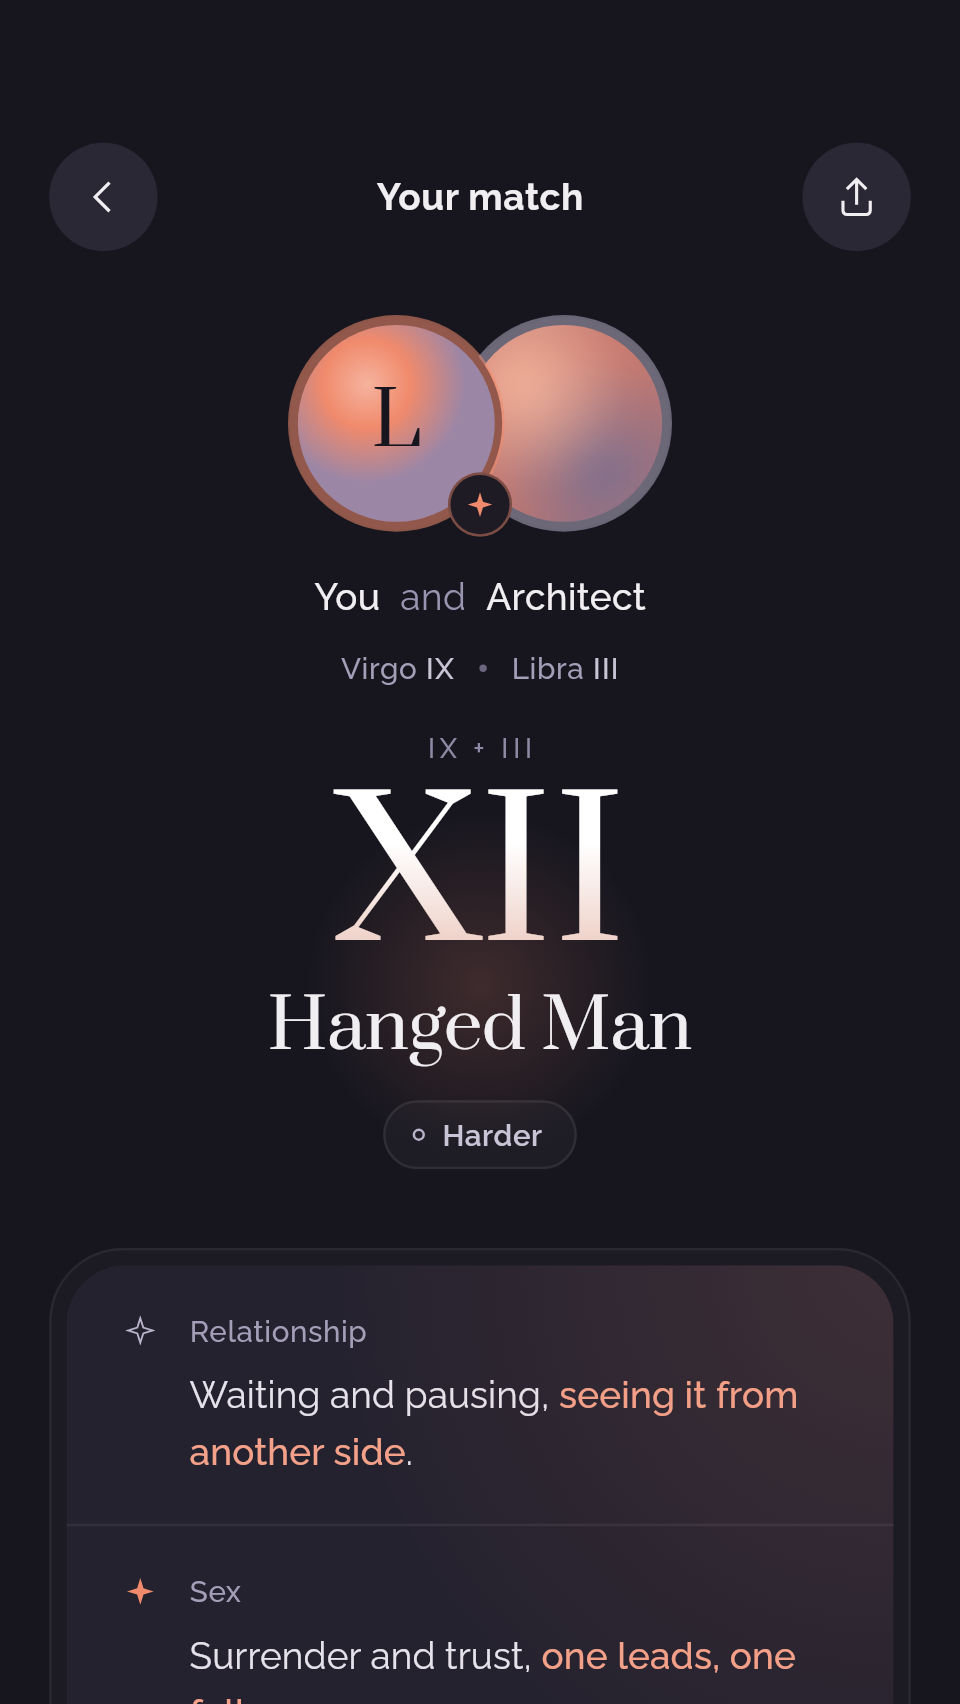 Your match
L
You and Architect
Virgo IX • Libra III
IX + III
XII
Hanged Man
Harder
Relationship
Waiting and pausing, seeing it from
another side.
Sex
Surrender and trust, one leads, one